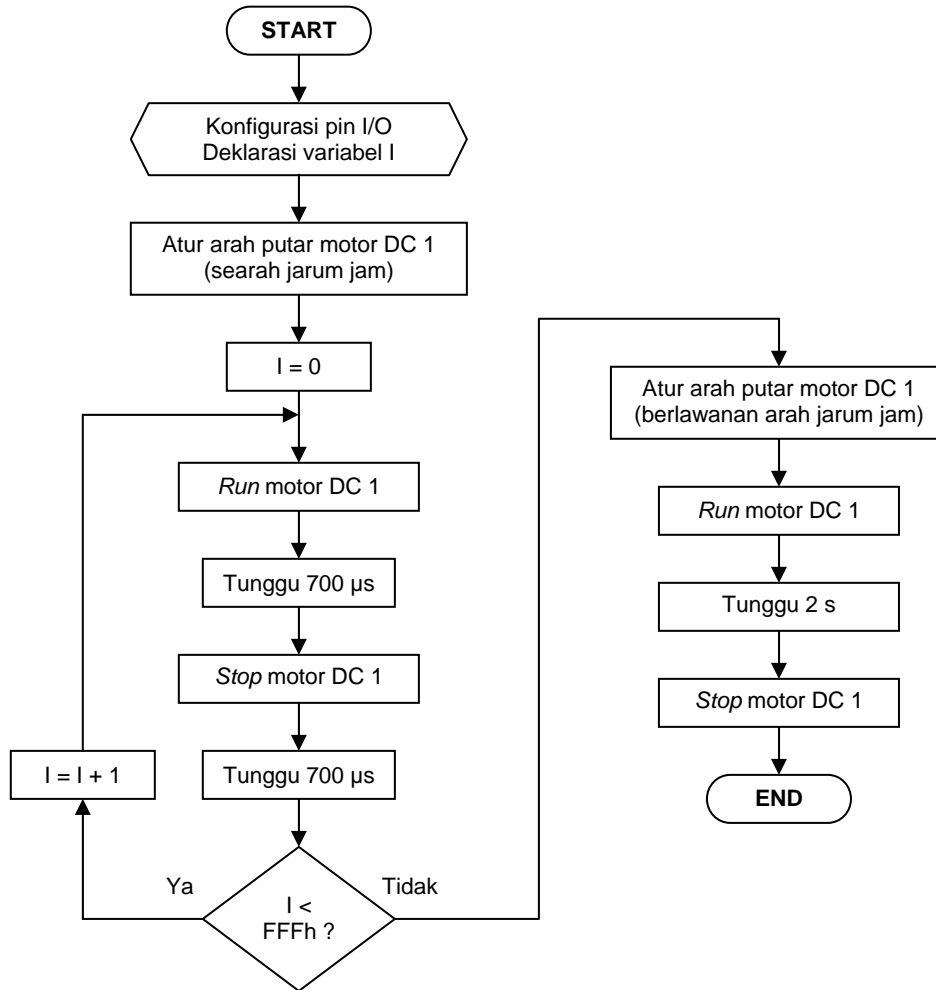 START
Konfigurasi pin I/O
Deklarasi variabel I
Atur arah putar motor DC 1
(searah jarum jam)
I = 0
Run motor DC 1
Tunggu 700 µs
Stop motor DC 1
Tunggu 700 µs
I = I + 1
Ya
I <
FFFh ?
Tidak
Atur arah putar motor DC 1
(berlawanan arah jarum jam)
Run motor DC 1
Tunggu 2 s
Stop motor DC 1
END